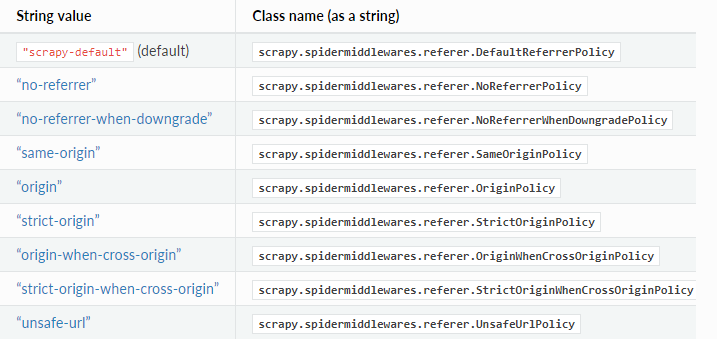 String value Class name (as a string)
"scrapy-default" (default) scrapy.spidermiddlewares.referer.DefaultReferrerPolicy
“no-referrer” scrapy.spidermiddlewares.referer.NoReferrerPolicy
“no-referrer-when-downgrade” scrapy.spidermiddlewares.referer.NoReferrerWhenDowngradePolicy
“same-origin” scrapy.spidermiddlewares.referer.SameOriginPolicy
“origin” scrapy.spidermiddlewares.referer.OriginPolicy
“strict-origin” scrapy.spidermiddlewares.referer.StrictOriginPolicy
“origin-when-cross-origin” scrapy.spidermiddlewares.referer.OriginWhenCrossOriginPolicy
“strict-origin-when-cross-origin” scrapy.spidermiddlewares.referer.StrictOriginWhenCrossOriginPolicy
“unsafe-url” scrapy.spidermiddlewares.referer.UnsafeUrlPolicy